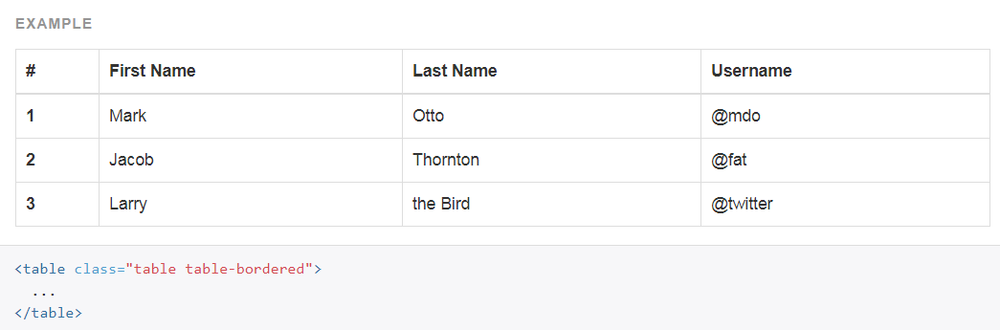 EXAMPLE
# First Name Last Name Username
1 Mark Otto @mdo
2 Jacob Thornton @fat
3 Larry the Bird @twitter
<table class="table table-bordered">
  ...
</table>